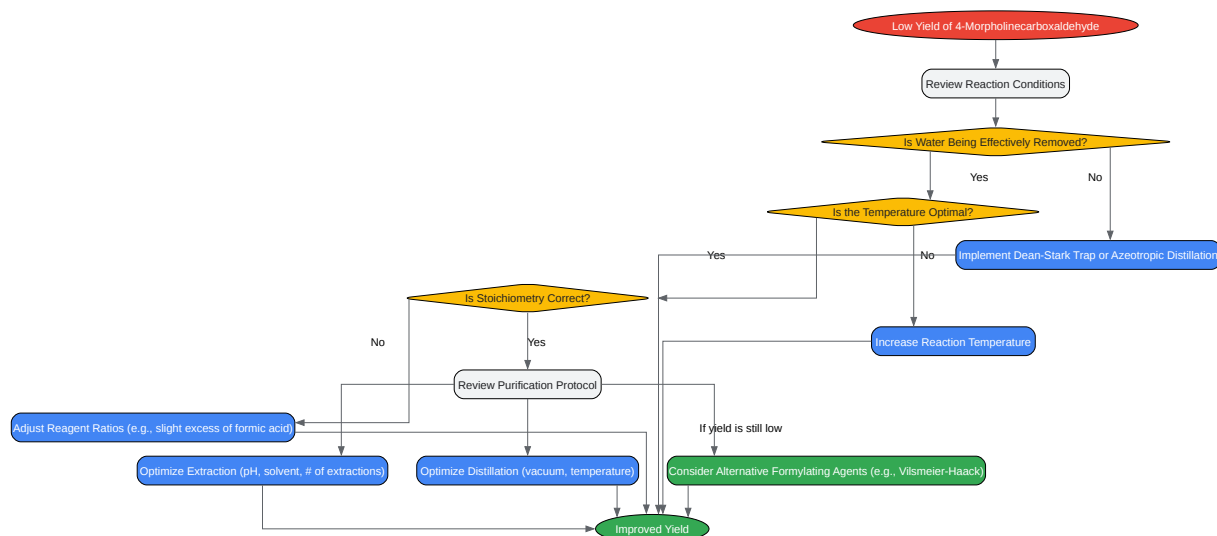 Low Yield of 4-Morpholinecarboxaldehyde
Review Reaction Conditions
Is Water Being Effectively Removed?
Yes
No
Is the Temperature Optimal?
Yes
No
Implement Dean-Stark Trap or Azeotropic Distillation
Is Stoichiometry Correct?
No
Yes
Increase Reaction Temperature
Review Purification Protocol
Adjust Reagent Ratios (e.g., slight excess of formic acid)
If yield is still low
Optimize Extraction (pH, solvent, # of extractions)
Optimize Distillation (vacuum, temperature)
Consider Alternative Formylating Agents (e.g., Vilsmeier-Haack)
Improved Yield